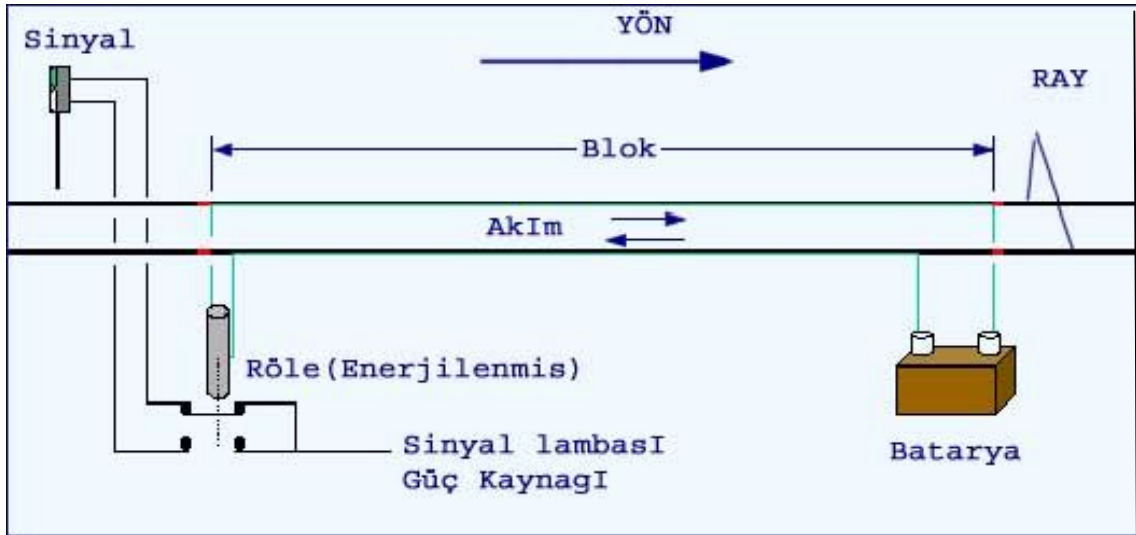 YÖN
Sinyal
RAY
Blok
AkIm
Röle(Enerjilenmis)
Sinyal lambasI
Güç KaynagI
Batarya